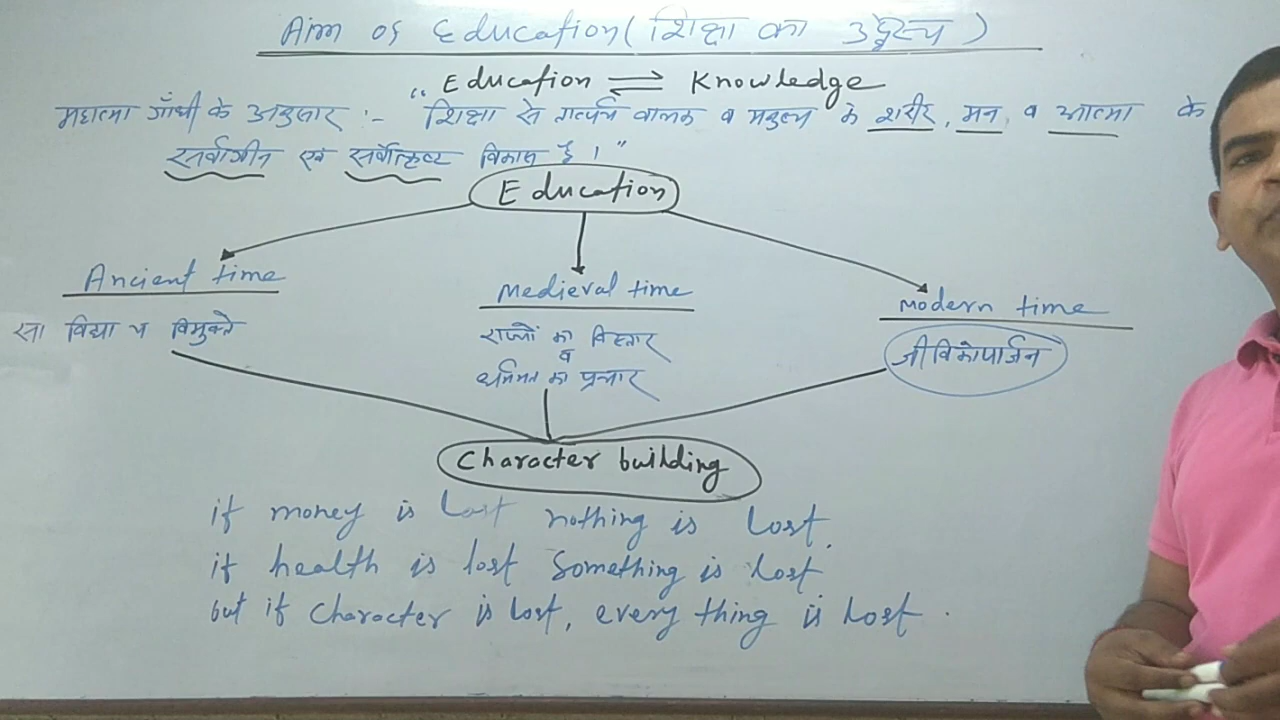 Aim of Education (शिक्षा का उद्देश्य)
Education ⇌ Knowledge
महात्मा गाँधी के अनुसार :- "शिक्षा से तात्पर्य बालक व मनुष्य के शरीर, मन व आत्मा के
सर्वांगीन एवं सर्वोत्कृष्ट विकास है।"
Education
Ancient time
Medieval time
Modern time
सा विद्या य विमुक्ते
राज्यों का विस्तार
व
का प्रचार
जीविकोपार्जन
Character building
if money is Lost nothing is Lost.
if health is lost Something is Lost
but if Character is Lost, every thing is Lost.